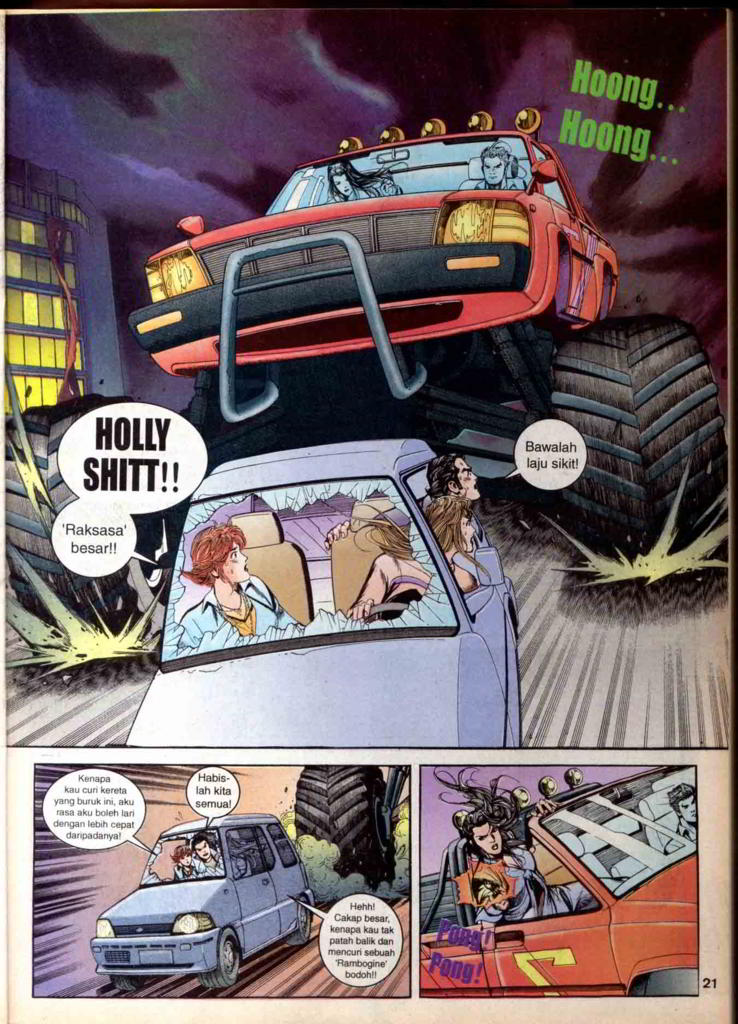 Hoong...
Hoong...
HOLLY
SHITT!!
'Raksasa'
besar!!
Bawalah
laju sikit!
Kenapa
kau curi kereta
yang buruk ini, aku
rasa aku boleh lari
dengan lebih cepat
daripadanya!
Habis-
lah kita
semua!
Hehh!
Cakap besar,
kenapa kau tak
patah balik dan
mencuri sebuah
'Rambogine'
bodoh!!
Pong!
Pong!
21